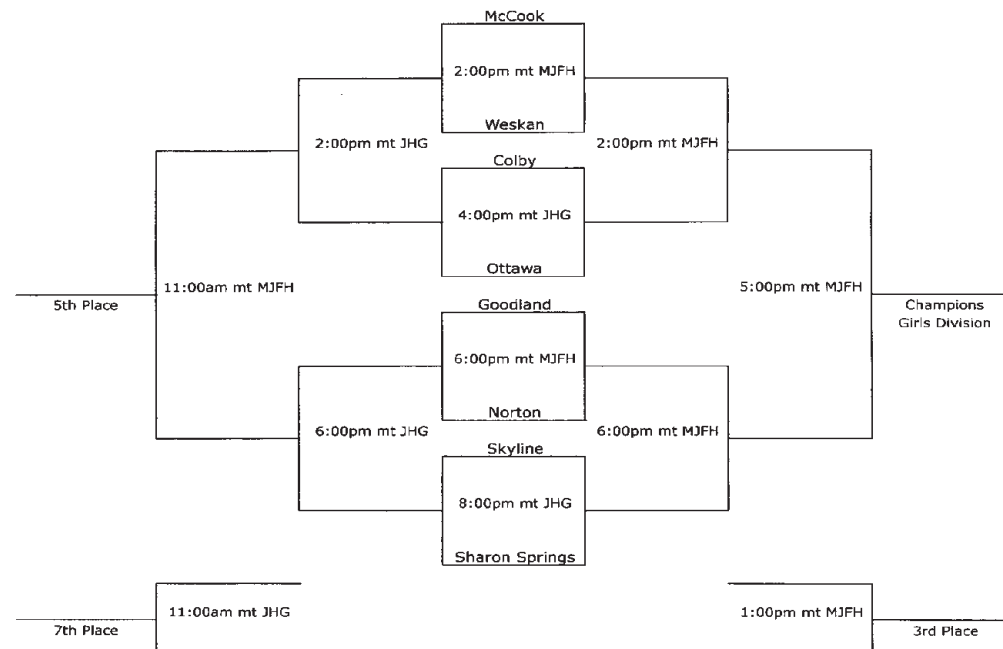 McCook
2:00pm mt MJFH
Weskan
2:00pm mt JHG
2:00pm mt MJFH
Colby
4:00pm mt JHG
Ottawa
11:00am mt MJFH
5:00pm mt MJFH
5th Place
Champions
Girls Division
Goodland
6:00pm mt MJFH
Norton
6:00pm mt JHG
6:00pm mt MJFH
Skyline
8:00pm mt JHG
Sharon Springs
11:00am mt JHG
1:00pm mt MJFH
7th Place
3rd Place